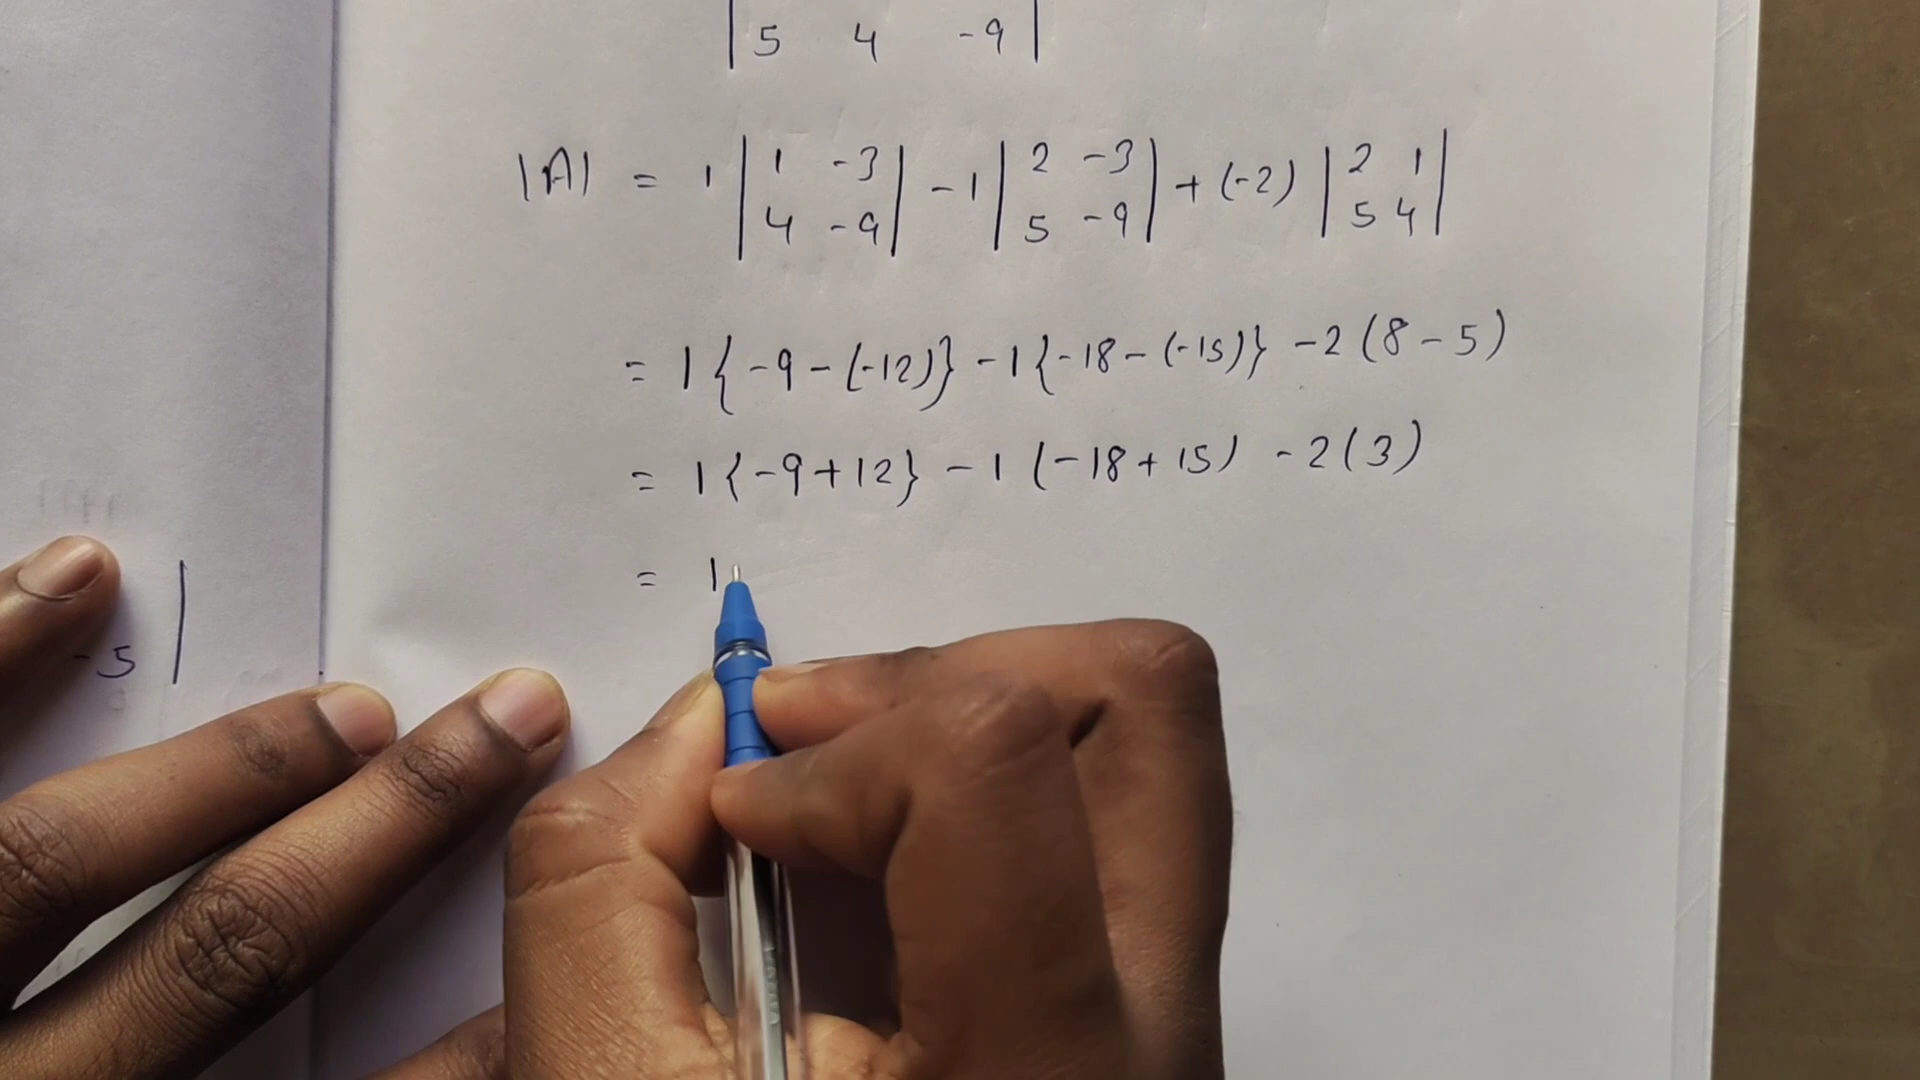 5 4 -9
|A| = 1 | 1 -3 | - 1 | 2 -3 | + (-2) | 2 1 |
4 -9 | 5 -9 | 5 4 |
= 1 { -9 - (-12) } - 1 { -18 - (-15) } - 2 ( 8 - 5 )
= 1 { -9 + 12 } - 1 ( -18 + 15 ) - 2 ( 3 )
= 1
-5 |